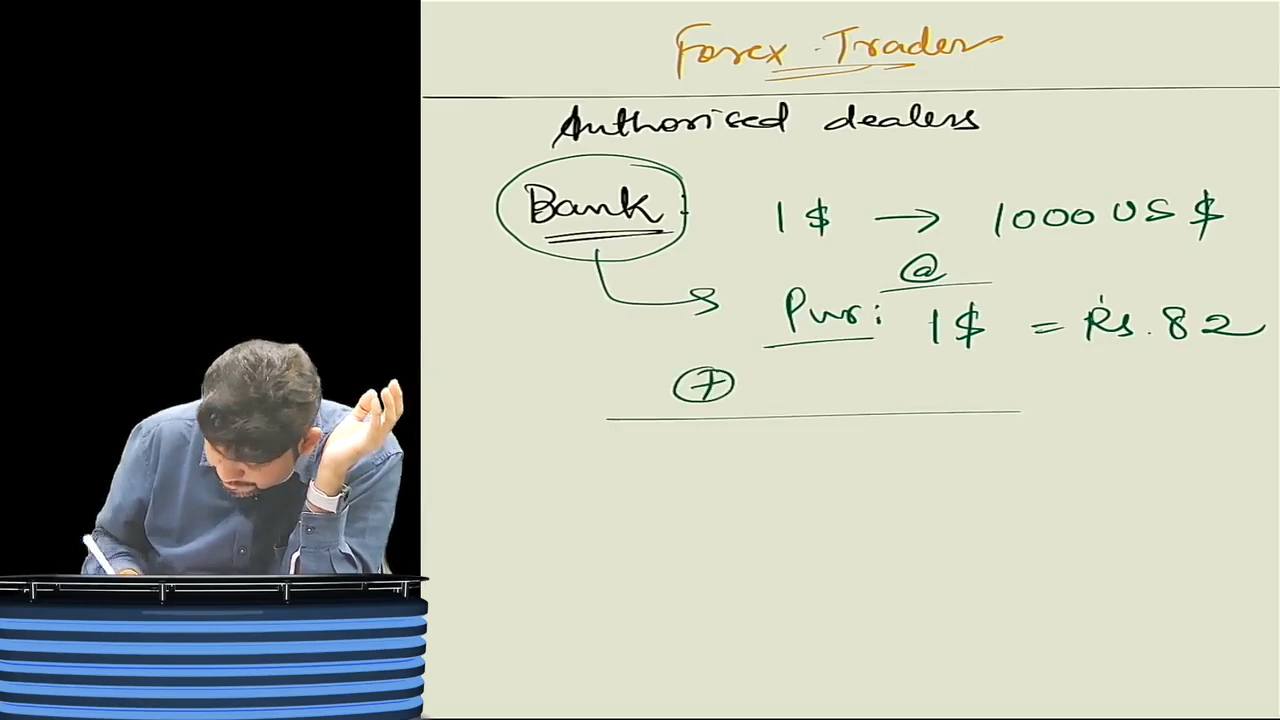 Forex Trader
Authorised dealers
Bank
1 $ → 1000 US $
@
Pur: 1 $ = Rs. 82
+